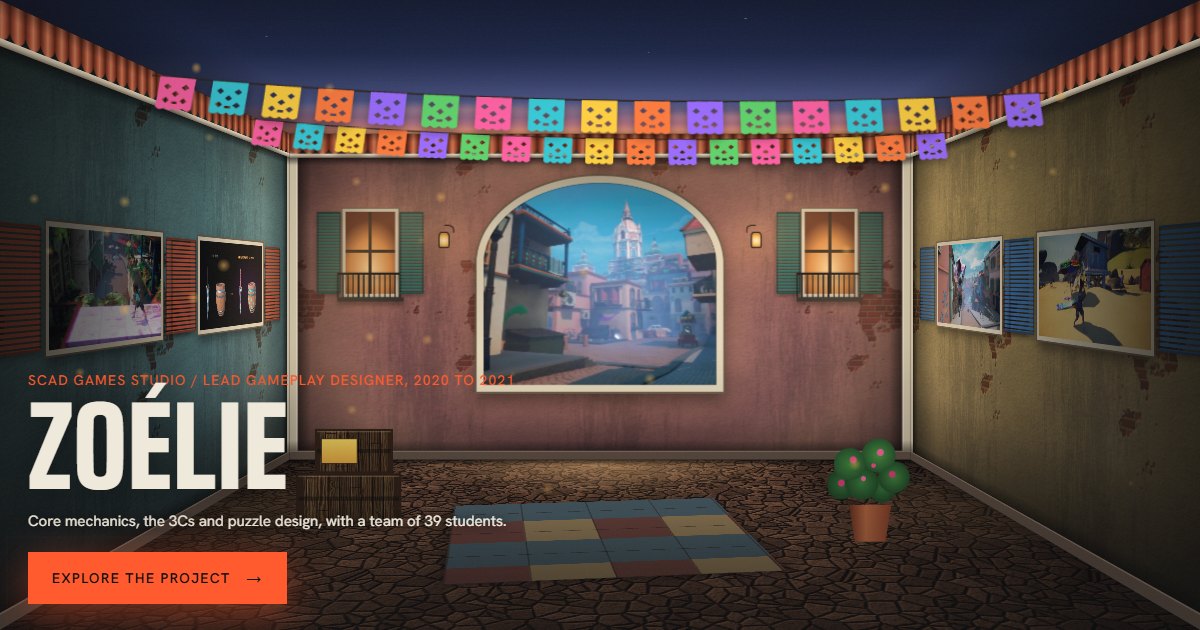 SCAD GAMES STUDIO / LEAD GAMEPLAY DESIGNER, 2020 TO 2021
ZOÉLIE
Core mechanics, the 3Cs and puzzle design, with a team of 39 students.
EXPLORE THE PROJECT →